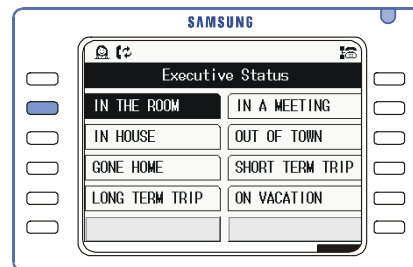 SAMSUNG
Executive Status
IN THE ROOM
IN A MEETING
IN HOUSE
OUT OF TOWN
GONE HOME
SHORT TERM TRIP
LONG TERM TRIP
ON VACATION